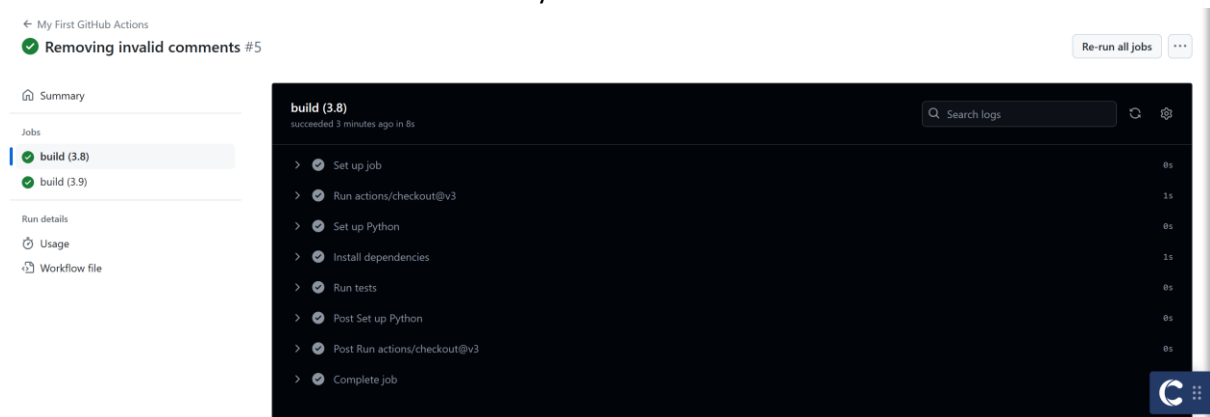 ← My First GitHub Actions
Removing invalid comments #5
Re-run all jobs
Summary
Jobs
build (3.8)
build (3.9)
Run details
Usage
Workflow file
build (3.8)
succeeded 3 minutes ago in 8s
Search logs
Set up job 0s
Run actions/checkout@v3 1s
Set up Python 0s
Install dependencies 1s
Run tests 0s
Post Set up Python 0s
Post Run actions/checkout@v3 0s
Complete job